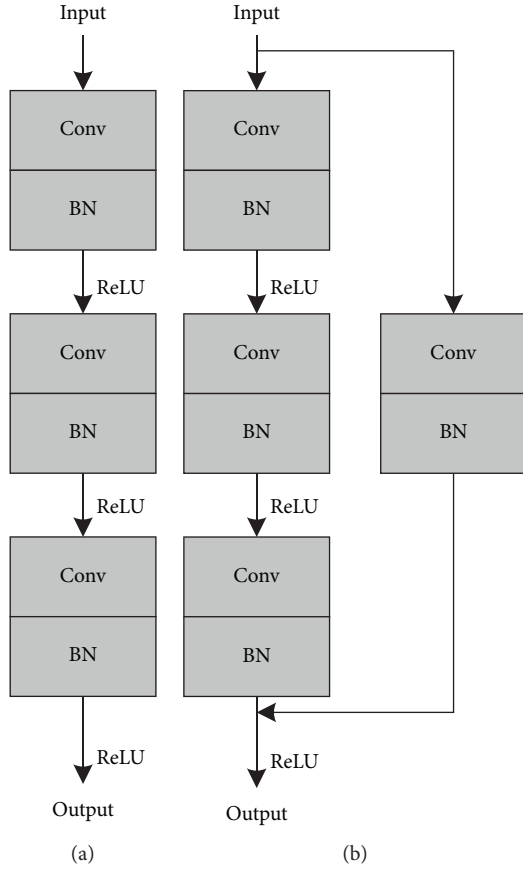 Input
Conv
BN
ReLU
Conv
BN
ReLU
Conv
BN
ReLU
Output
(a)
Input
Conv
BN
ReLU
Conv
BN
ReLU
Conv
BN
ReLU
Output
Conv
BN
(b)